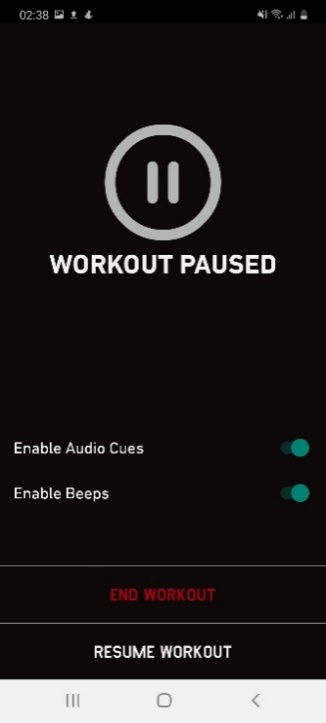 02:38
WORKOUT PAUSED
Enable Audio Cues
Enable Beeps
END WORKOUT
RESUME WORKOUT